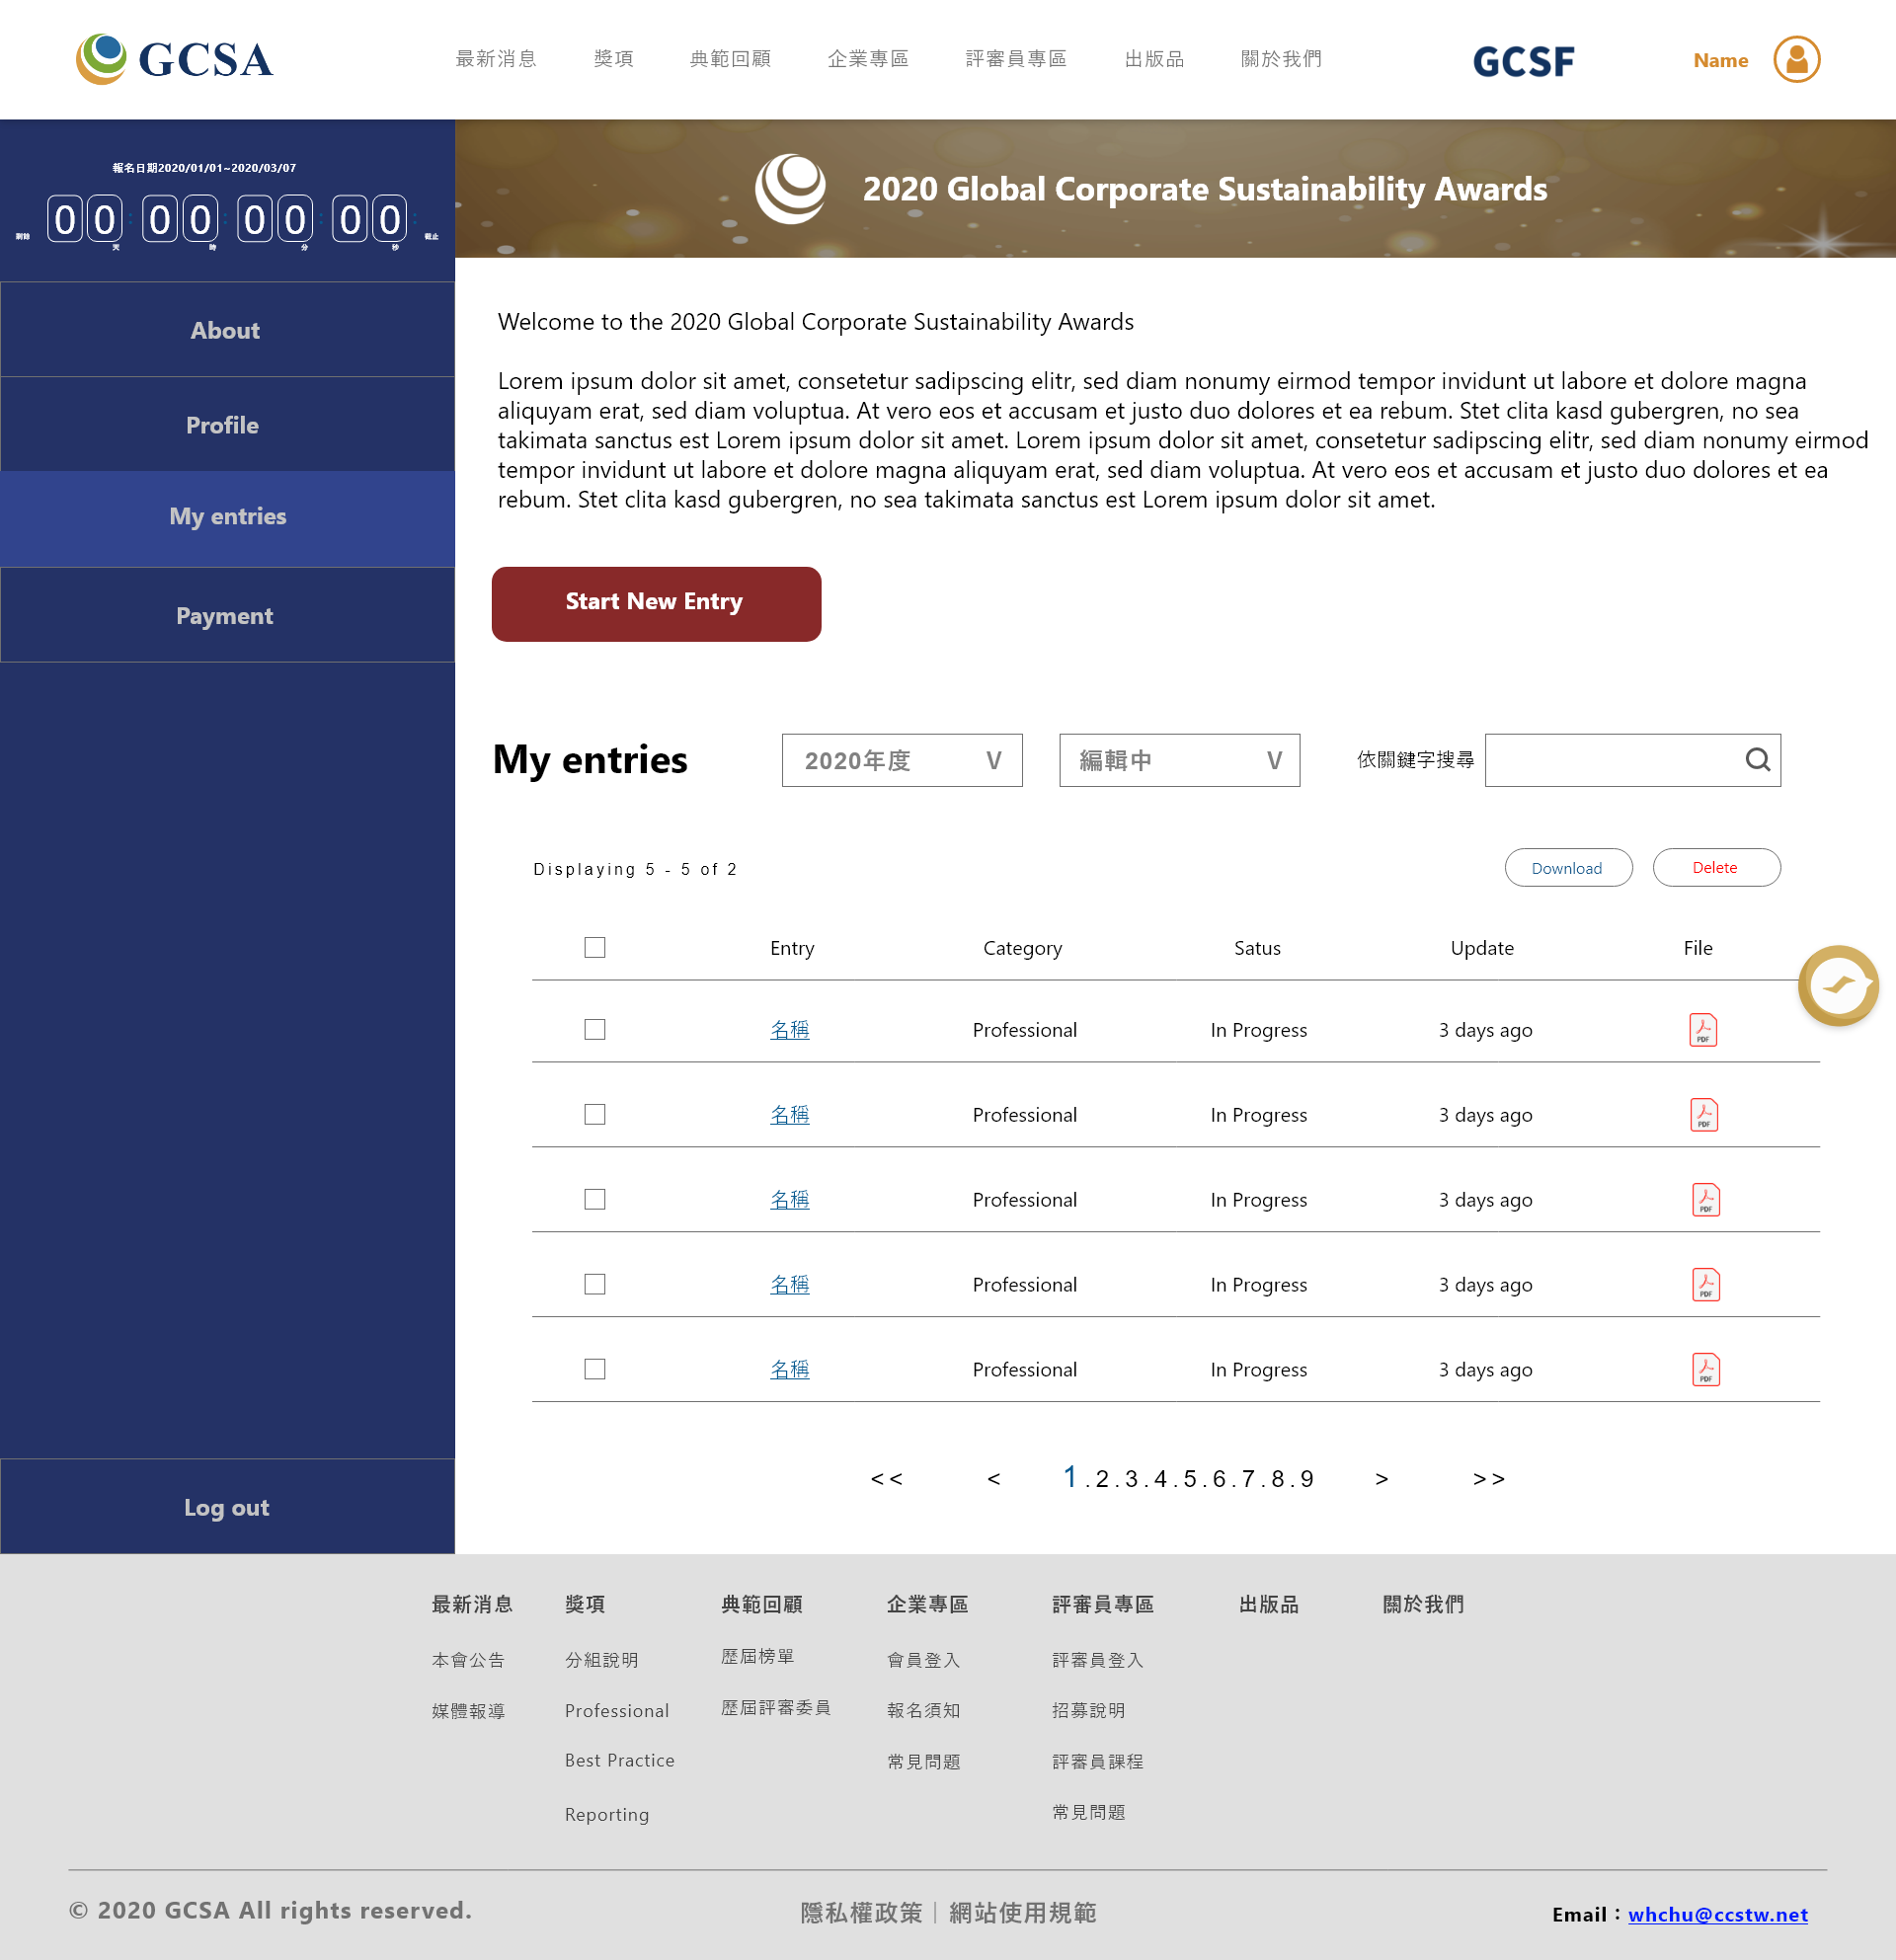 GCSA
最新消息 獎項 典範回顧 企業專區 評審員專區 出版品 關於我們
GCSF
Name
報名日期2020/01/01~2020/03/07
剩餘 00 天 : 00 時 : 00 分 : 00 秒 : 截止
2020 Global Corporate Sustainability Awards
About
Profile
My entries
Payment
Log out
Welcome to the 2020 Global Corporate Sustainability Awards
Lorem ipsum dolor sit amet, consetetur sadipscing elitr, sed diam nonumy eirmod tempor invidunt ut labore et dolore magna
aliquyam erat, sed diam voluptua. At vero eos et accusam et justo duo dolores et ea rebum. Stet clita kasd gubergren, no sea
takimata sanctus est Lorem ipsum dolor sit amet. Lorem ipsum dolor sit amet, consetetur sadipscing elitr, sed diam nonumy eirmod
tempor invidunt ut labore et dolore magna aliquyam erat, sed diam voluptua. At vero eos et accusam et justo duo dolores et ea
rebum. Stet clita kasd gubergren, no sea takimata sanctus est Lorem ipsum dolor sit amet.
Start New Entry
My entries 2020年度 V 編輯中 V 依關鍵字搜尋
Displaying 5 - 5 of 2 Download Delete
Entry Category Satus Update File
名稱 Professional In Progress 3 days ago PDF
名稱 Professional In Progress 3 days ago PDF
名稱 Professional In Progress 3 days ago PDF
名稱 Professional In Progress 3 days ago PDF
名稱 Professional In Progress 3 days ago PDF
<< < 1.2.3.4.5.6.7.8.9 > >>
最新消息 獎項 典範回顧 企業專區 評審員專區 出版品 關於我們
本會公告 分組說明 歷屆榜單 會員登入 評審員登入
媒體報導 Professional 歷屆評審委員 報名須知 招募說明
Best Practice 常見問題 評審員課程
Reporting 常見問題
© 2020 GCSA All rights reserved. 隱私權政策｜網站使用規範 Email：whchu@ccstw.net